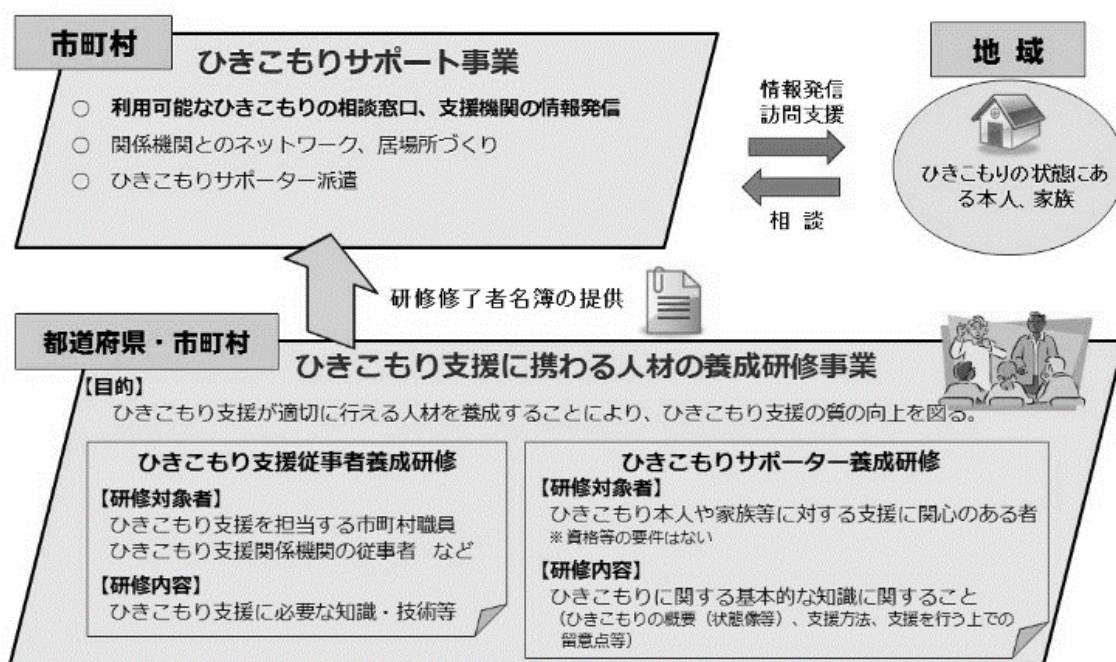 市町村
ひきこもりサポート事業
○ 利用可能なひきこもりの相談窓口、支援機関の情報発信
○ 関係機関とのネットワーク、居場所づくり
○ ひきこもりサポーター派遣
情報発信
訪問支援
相 談
地 域
ひきこもりの状態にあ
る本人、家族
研修修了者名簿の提供
都道府県・市町村
ひきこもり支援に携わる人材の養成研修事業
【目的】
ひきこもり支援が適切に行える人材を養成することにより、ひきこもり支援の質の向上を図る。
ひきこもり支援従事者養成研修
【研修対象者】
ひきこもり支援を担当する市町村職員
ひきこもり支援関係機関の従事者 など
【研修内容】
ひきこもり支援に必要な知識・技術等
ひきこもりサポーター養成研修
【研修対象者】
ひきこもり本人や家族等に対する支援に関心のある者
※資格等の要件はない
【研修内容】
ひきこもりに関する基本的な知識に関すること
（ひきこもりの概要（状態像等）、支援方法、支援を行う上での
留意点等）